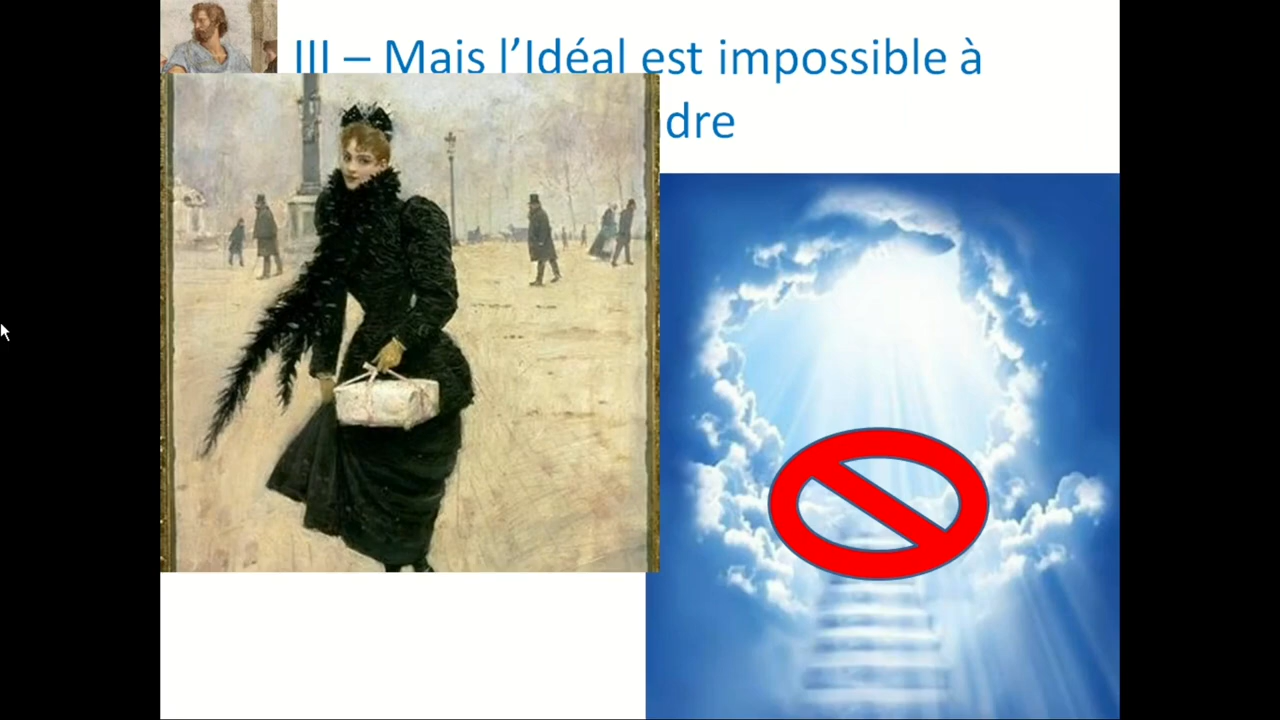 III – Mais l’Idéal est impossible à
dre